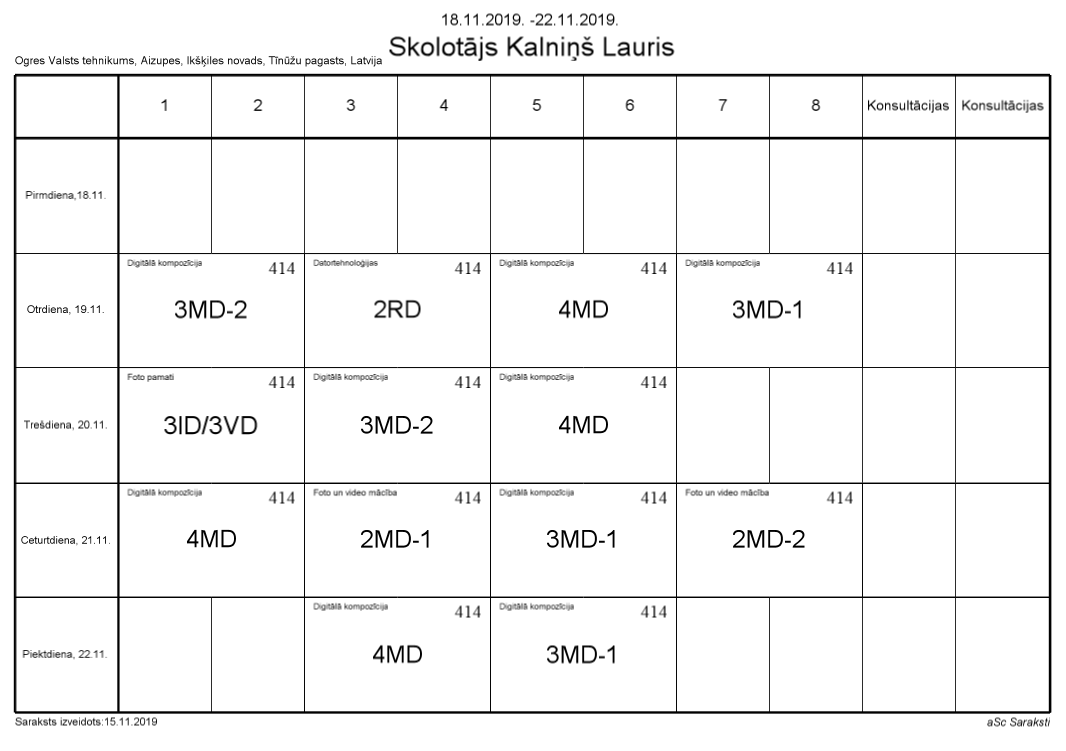 18.11.2019. -22.11.2019.
Skolotājs Kalniņš Lauris
Ogres Valsts tehnikums, Aizupes, Ikšķiles novads, Tīnūžu pagasts, Latvija
1 2 3 4 5 6 7 8 Konsultācijas Konsultācijas
Pirmdiena,18.11.
Digitālā kompozīcija 414 Datortehnoloģijas 414 Digitālā kompozīcija 414 Digitālā kompozīcija 414
Otrdiena, 19.11. 3MD-2 2RD 4MD 3MD-1
Foto pamati 414 Digitālā kompozīcija 414 Digitālā kompozīcija 414
Trešdiena, 20.11. 3ID/3VD 3MD-2 4MD
Digitālā kompozīcija 414 Foto un video mācība 414 Digitālā kompozīcija 414 Foto un video mācība 414
Ceturtdiena, 21.11. 4MD 2MD-1 3MD-1 2MD-2
Digitālā kompozīcija 414 Digitālā kompozīcija 414
Piektdiena, 22.11. 4MD 3MD-1
Saraksts izveidots:15.11.2019 aSc Saraksti